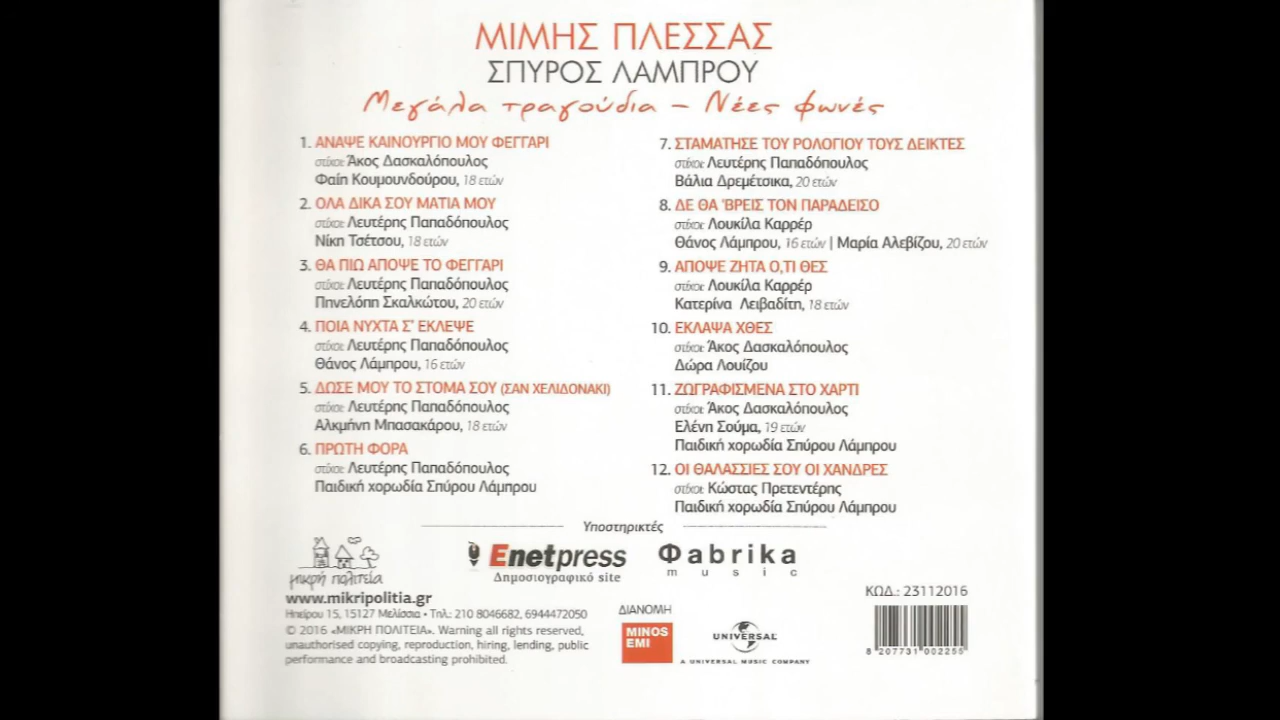 ΜΙΜΗΣ ΠΛΕΣΣΑΣ
ΣΠΥΡΟΣ ΛΑΜΠΡΟΥ
Μεγάλα τραγούδια – Νέες φωνές
1. ΑΝΑΨΕ ΚΑΙΝΟΥΡΓΙΟ ΜΟΥ ΦΕΓΓΑΡΙ
στίχοι: Άκος Δασκαλόπουλος
Φαίη Κουμουνδούρου, 18 ετών
2. ΟΛΑ ΔΙΚΑ ΣΟΥ ΜΑΤΙΑ ΜΟΥ
στίχοι: Λευτέρης Παπαδόπουλος
Νίκη Τσέτσου, 18 ετών
3. ΘΑ ΠΙΩ ΑΠΟΨΕ ΤΟ ΦΕΓΓΑΡΙ
στίχοι: Λευτέρης Παπαδόπουλος
Πηνελόπη Σκαλκώτου, 20 ετών
4. ΠΟΙΑ ΝΥΧΤΑ Σ' ΕΚΛΕΨΕ
στίχοι: Λευτέρης Παπαδόπουλος
Θάνος Λάμπρου, 16 ετών
5. ΔΩΣΕ ΜΟΥ ΤΟ ΣΤΟΜΑ ΣΟΥ (ΣΑΝ ΧΕΛΙΔΟΝΑΚΙ)
στίχοι: Λευτέρης Παπαδόπουλος
Αλκμήνη Μπασακάρου, 18 ετών
6. ΠΡΩΤΗ ΦΟΡΑ
στίχοι: Λευτέρης Παπαδόπουλος
Παιδική χορωδία Σπύρου Λάμπρου
7. ΣΤΑΜΑΤΗΣΕ ΤΟΥ ΡΟΛΟΓΙΟΥ ΤΟΥΣ ΔΕΙΚΤΕΣ
στίχοι: Λευτέρης Παπαδόπουλος
Βάλια Δρεμέτσικα, 20 ετών
8. ΔΕ ΘΑ 'ΒΡΕΙΣ ΤΟΝ ΠΑΡΑΔΕΙΣΟ
στίχοι: Λουκίλα Καρρέρ
Θάνος Λάμπρου, 16 ετών | Μαρία Αλεβίζου, 20 ετών
9. ΑΠΟΨΕ ΖΗΤΑ Ο,ΤΙ ΘΕΣ
στίχοι: Λουκίλα Καρρέρ
Κατερίνα Λειβαδίτη, 18 ετών
10. ΕΚΛΑΨΑ ΧΘΕΣ
στίχοι: Άκος Δασκαλόπουλος
Δώρα Λουίζου
11. ΖΩΓΡΑΦΙΣΜΕΝΑ ΣΤΟ ΧΑΡΤΙ
στίχοι: Άκος Δασκαλόπουλος
Ελένη Σούμα, 19 ετών
Παιδική χορωδία Σπύρου Λάμπρου
12. ΟΙ ΘΑΛΑΣΣΙΕΣ ΣΟΥ ΟΙ ΧΑΝΔΡΕΣ
στίχοι: Κώστας Πρετεντέρης
Παιδική χορωδία Σπύρου Λάμπρου
Υποστηρικτές
μικρή πολιτεία
www.mikripolitia.gr
Ηπείρου 15, 15127 Μελίσσια • Τηλ: 210 8046682, 6944472050
© 2016 «ΜΙΚΡΗ ΠΟΛΙΤΕΙΑ». Warning all rights reserved,
unauthorised copying, reproduction, hiring, lending, public
performance and broadcasting prohibited.
Enetpress
Δημοσιογραφικό site
Φabrika
music
ΔΙΑΝΟΜΗ
MINOS
EMI
UNIVERSAL
A UNIVERSAL MUSIC COMPANY
ΚΩΔ.: 23112016
8 207731 002255